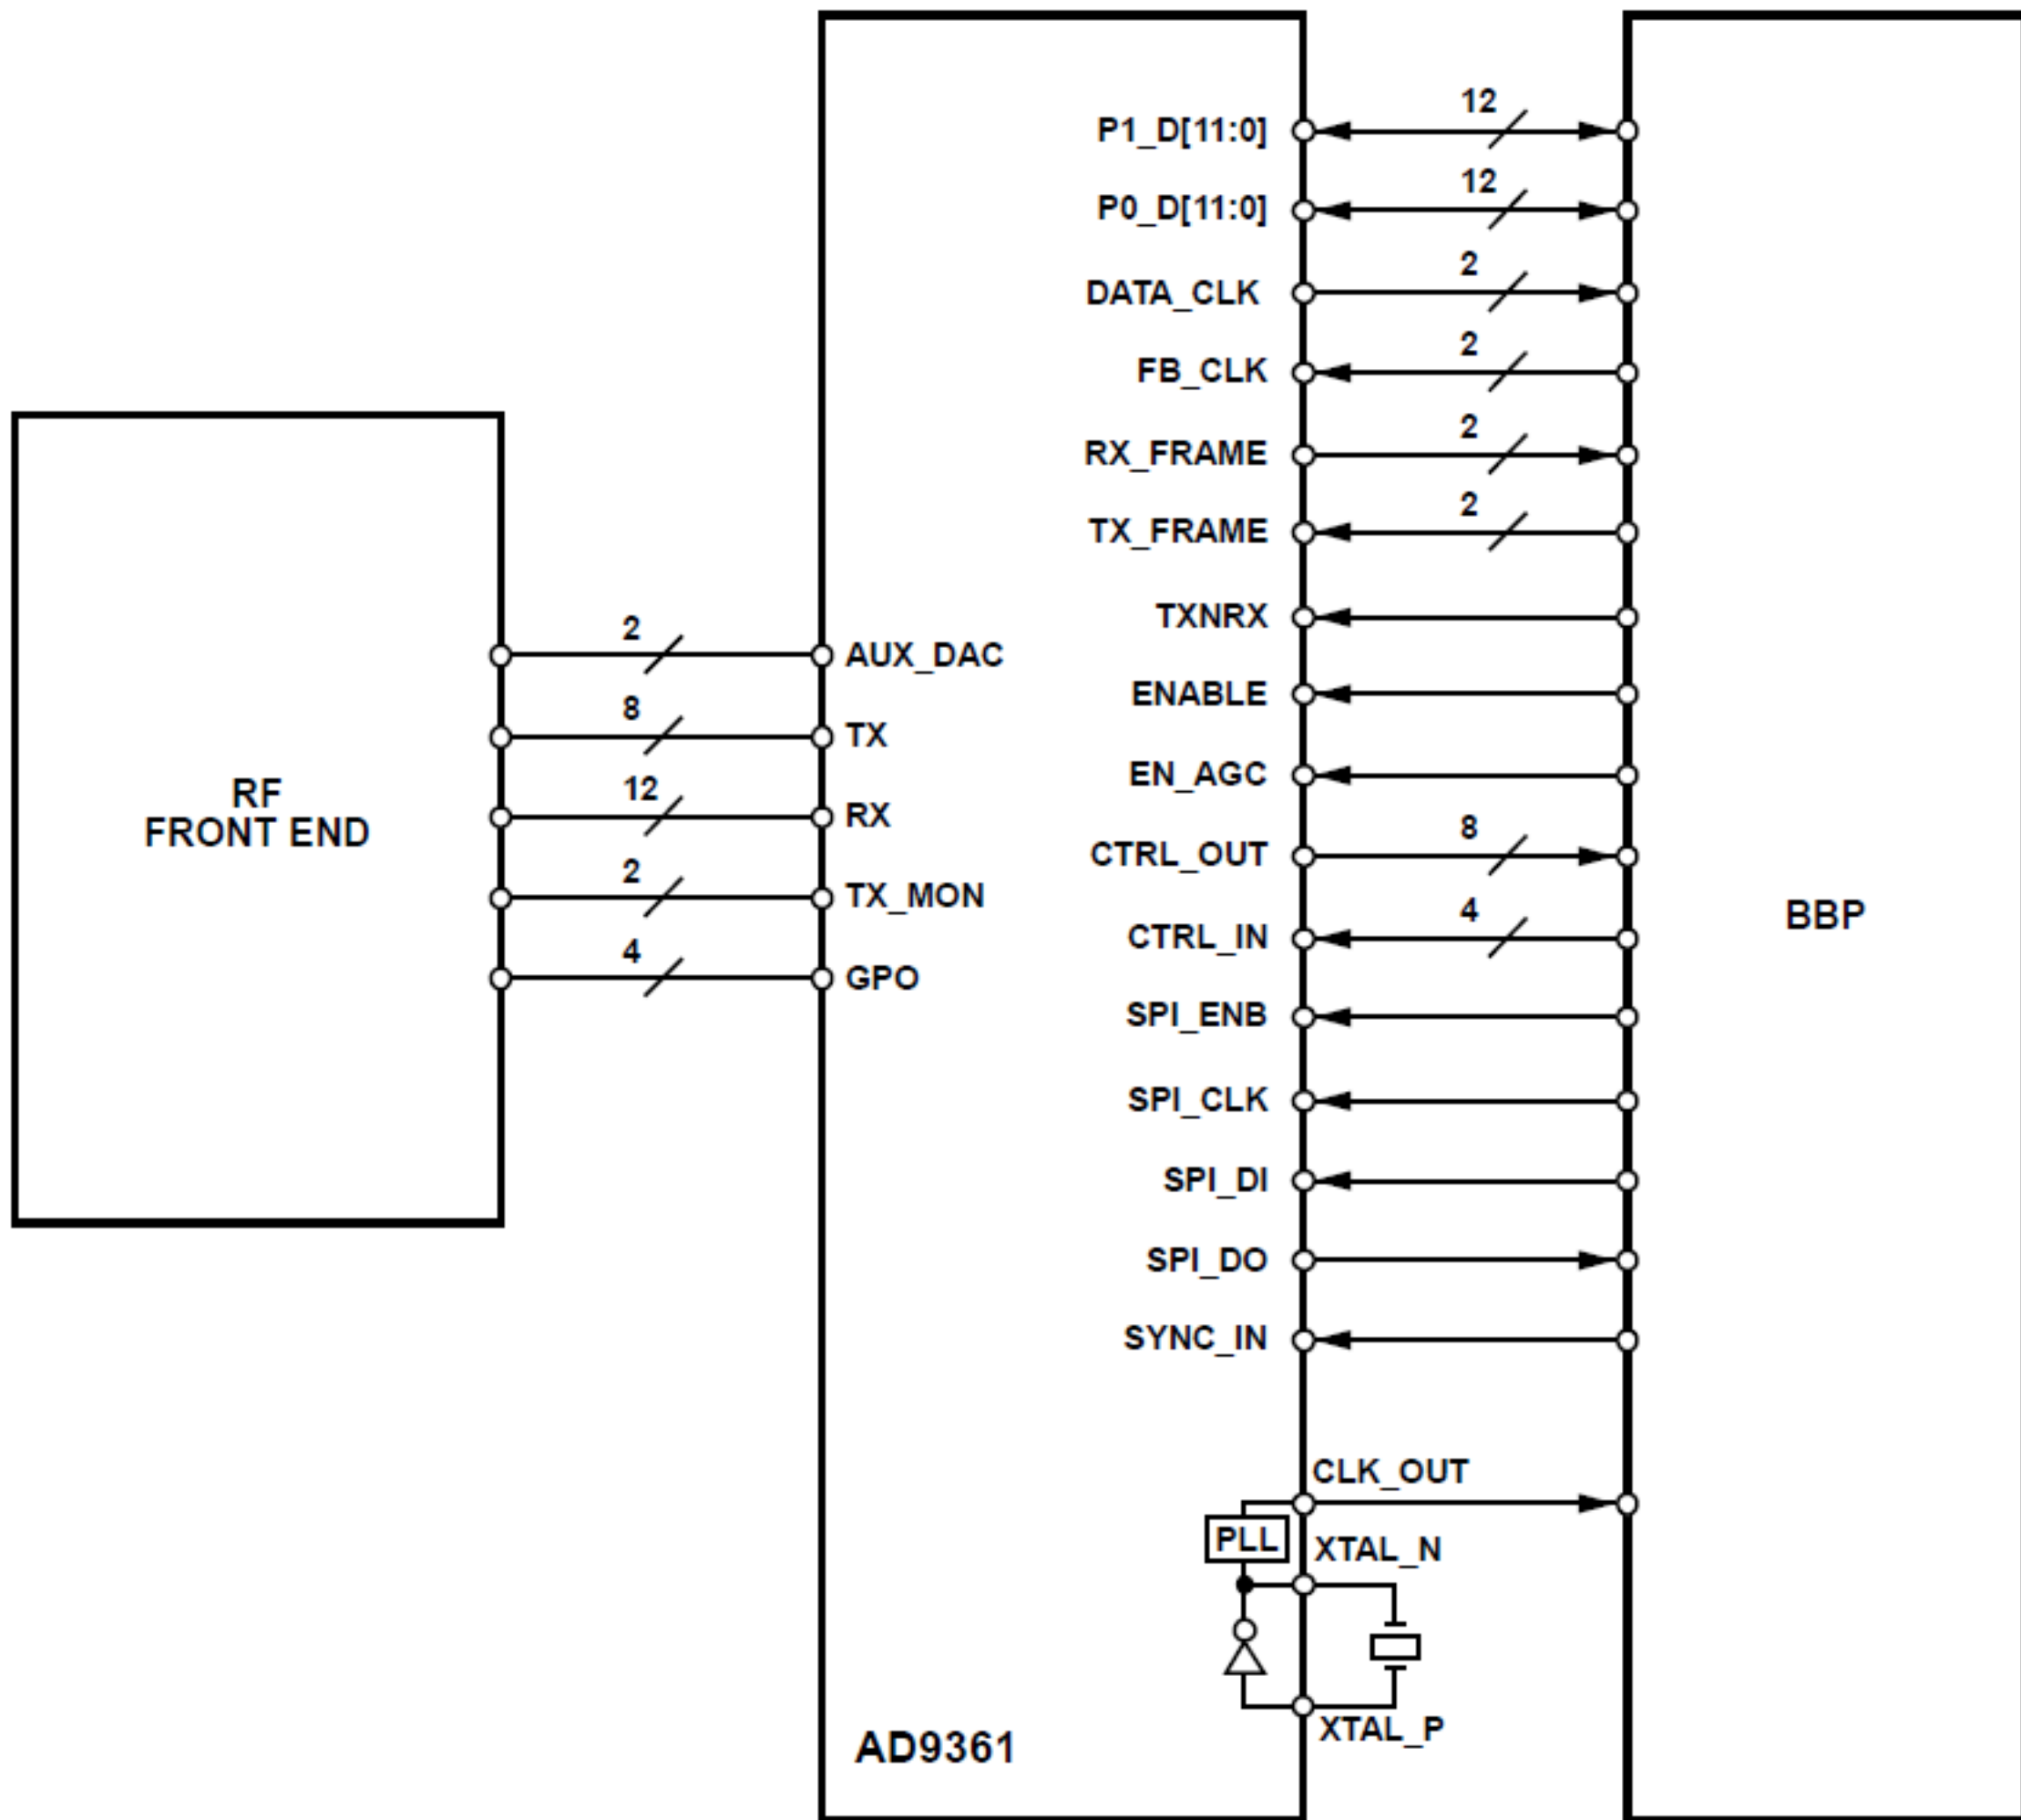 12
P1_D[11:0]
12
P0_D[11:0]
2
DATA_CLK
2
FB_CLK
2
RX_FRAME
2
TX_FRAME
TXNRX
ENABLE
EN_AGC
8
CTRL_OUT
4
CTRL_IN
SPI_ENB
SPI_CLK
SPI_DI
SPI_DO
SYNC_IN
CLK_OUT
PLL
XTAL_N
XTAL_P
AD9361
2
AUX_DAC
8
TX
12
RX
2
TX_MON
4
GPO
RF
FRONT END
BBP